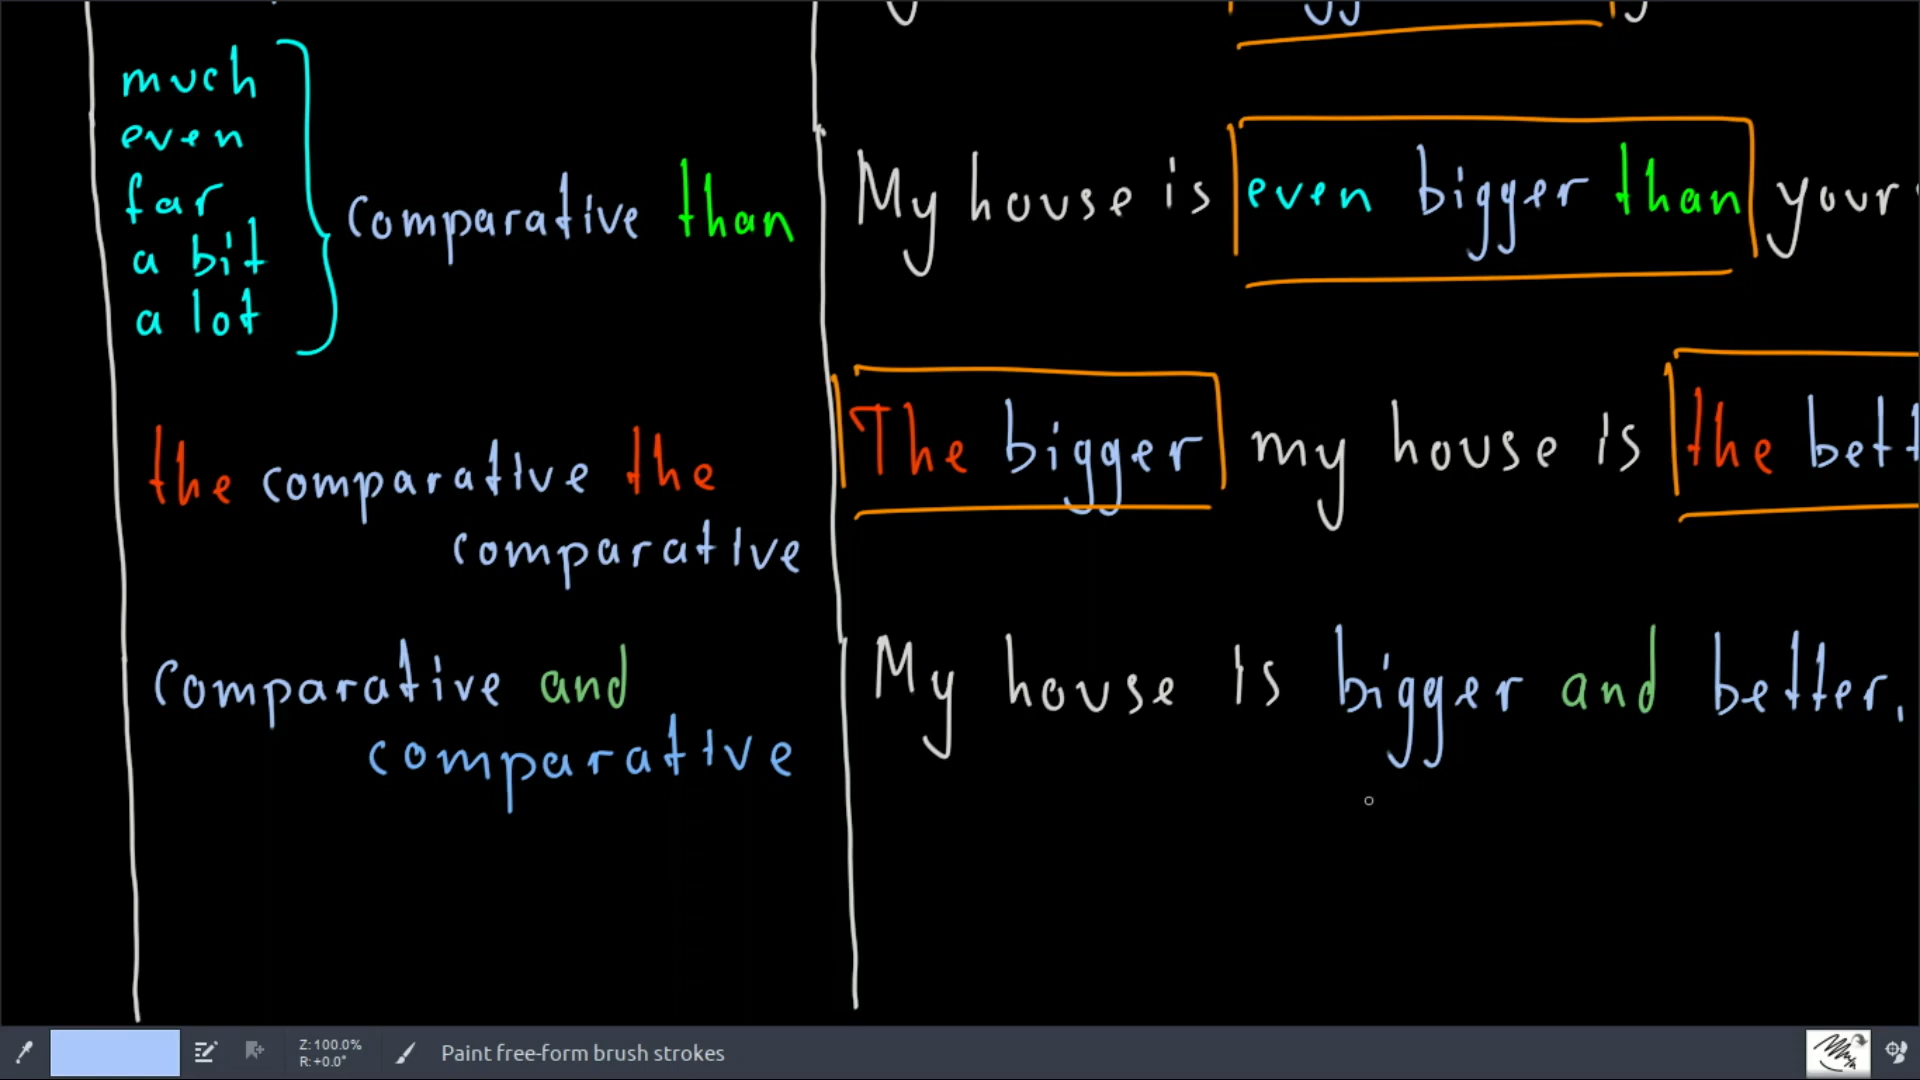 much
even
far
a bit
a lot
comparative than
My house is even bigger than your
the comparative the
comparative
The bigger my house is the bett
comparative and
comparative
My house is bigger and better.
Z: 100.0%
R: +0.0°
Paint free-form brush strokes